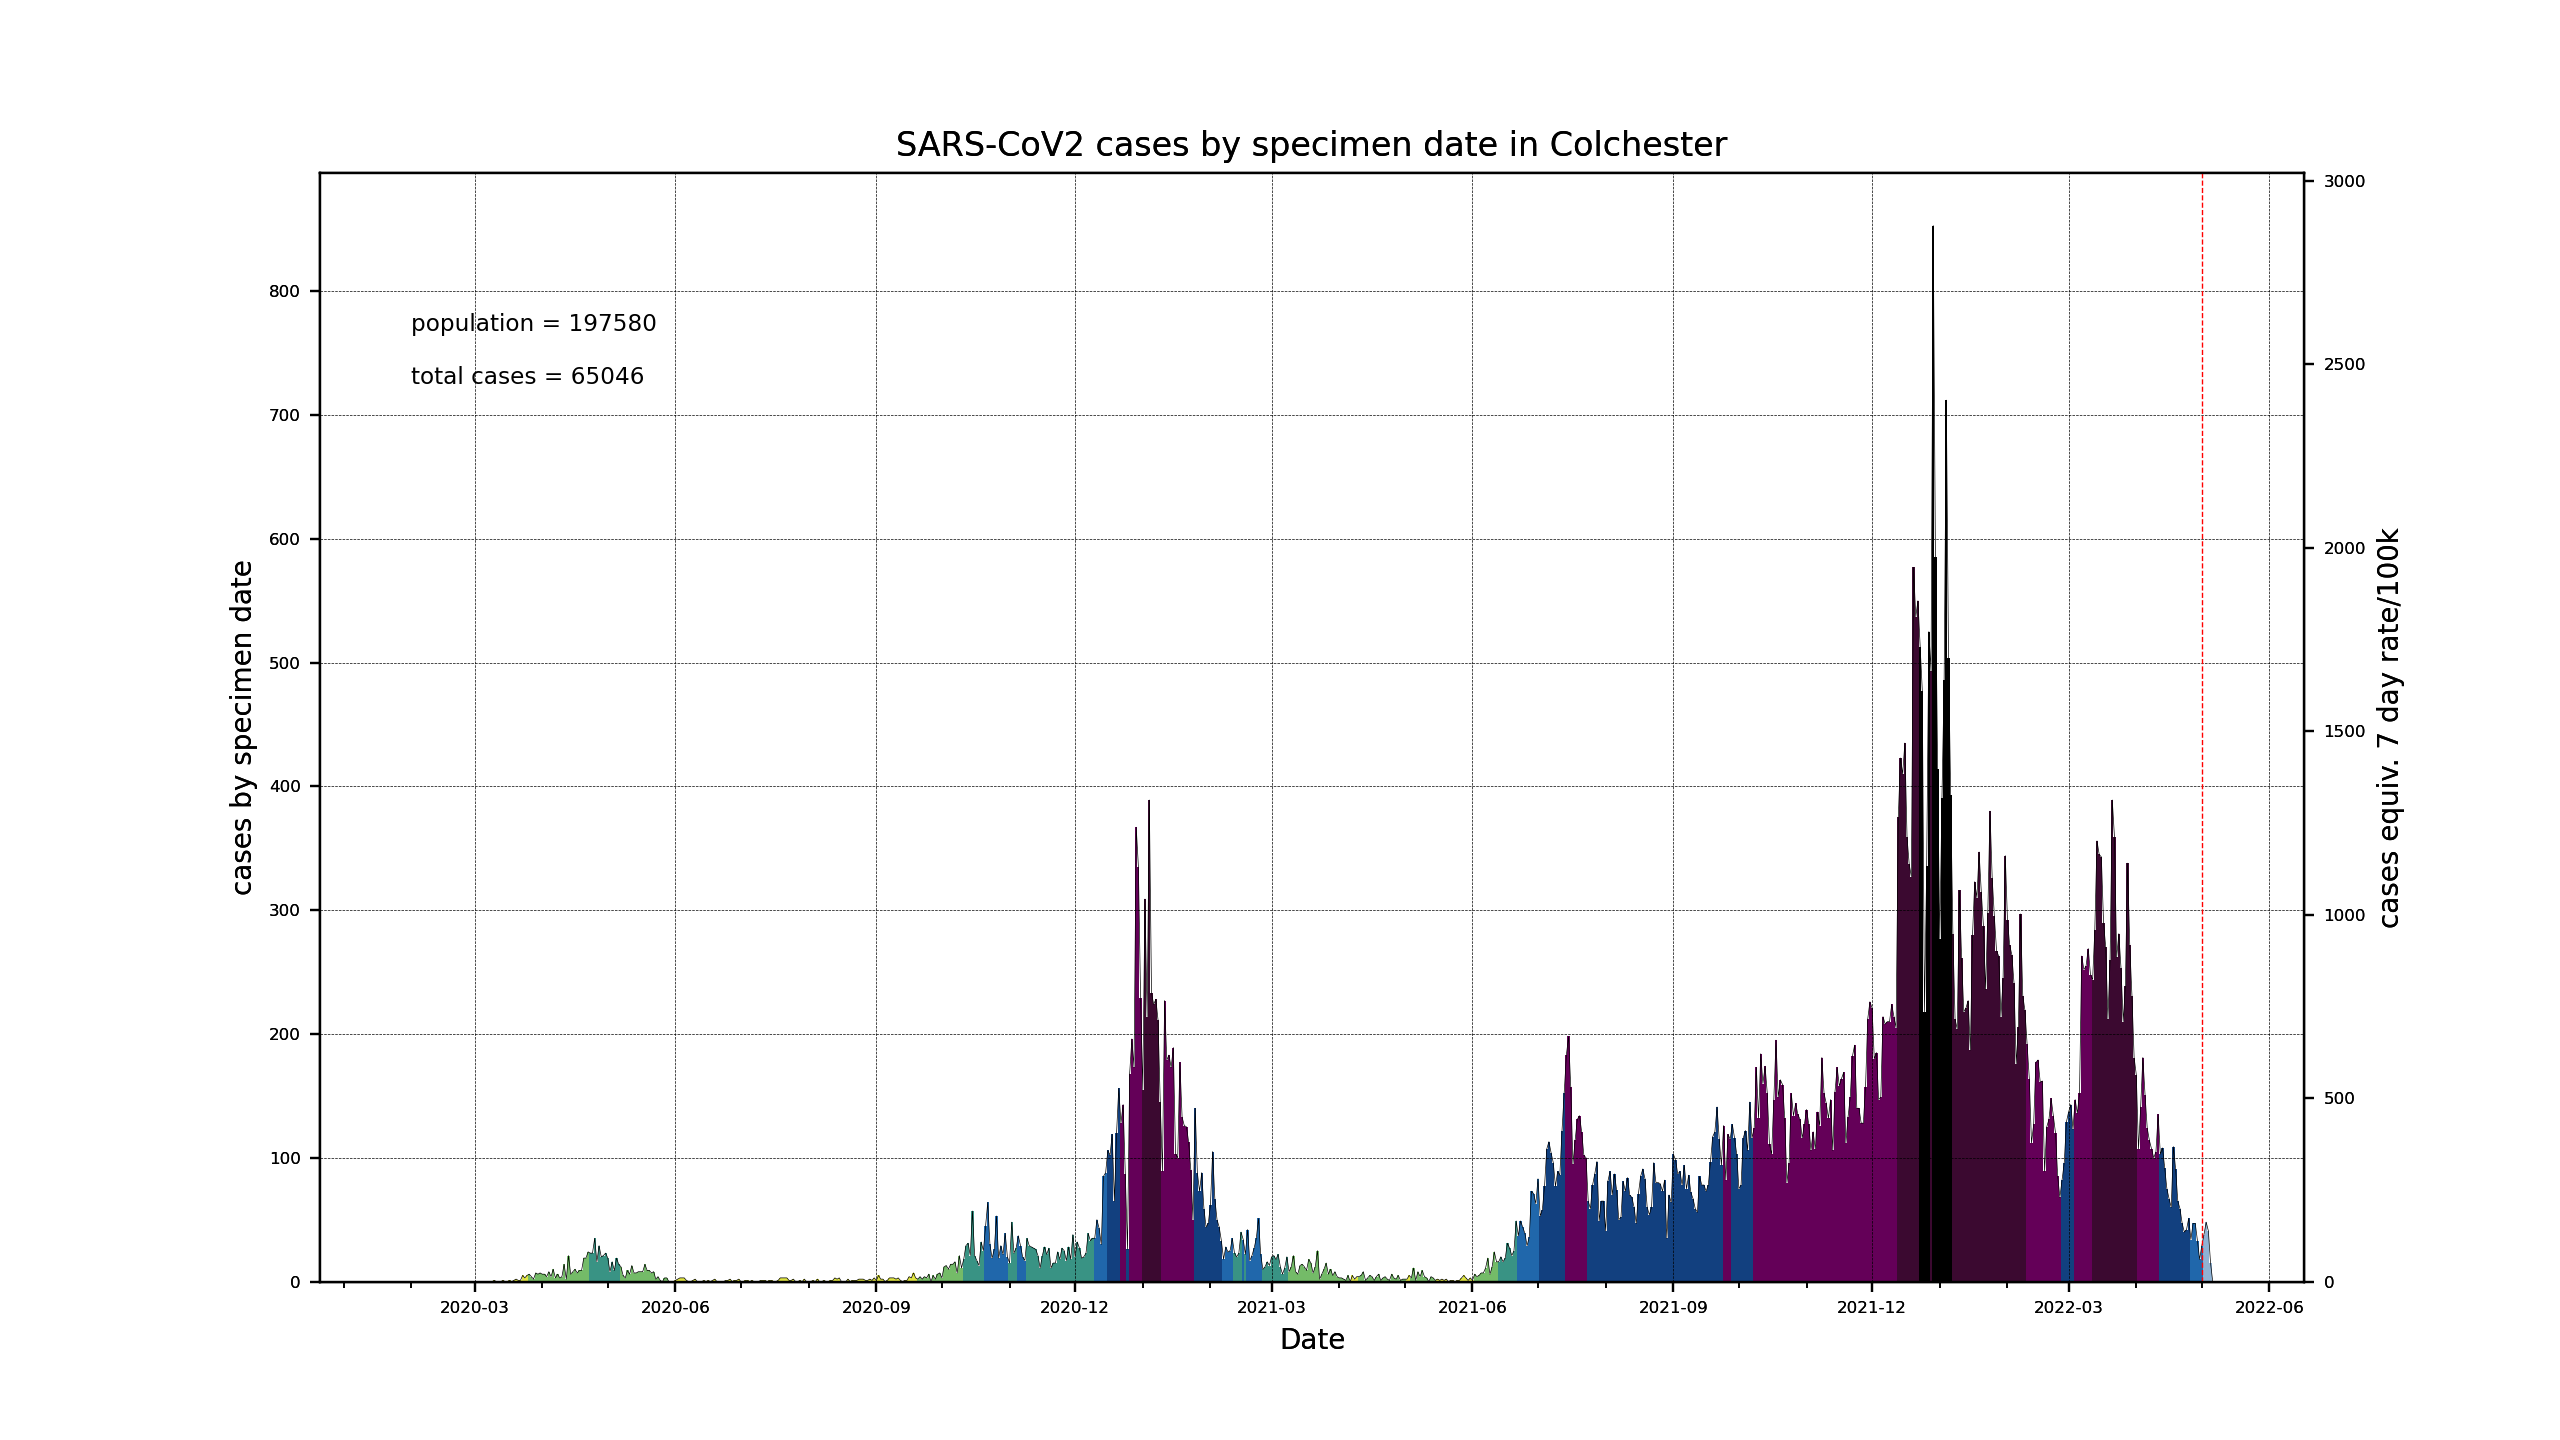 SARS-CoV2 cases by specimen date in Colchester
population = 197580
total cases = 65046
cases by specimen date
800
700
600
500
400
300
200
100
0
3000
2500
2000
1500
1000
500
0
cases equiv. 7 day rate/100k
2020-03 2020-06 2020-09 2020-12 2021-03 2021-06 2021-09 2021-12 2022-03 2022-06
Date